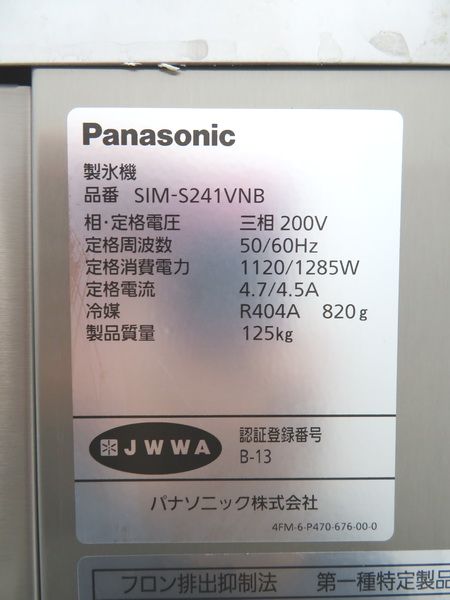 Panasonic
製氷機
品番 SIM-S241VNB
相・定格電圧 三相 200V
定格周波数 50/60Hz
定格消費電力 1120/1285W
定格電流 4.7/4.5A
冷媒 R404A 820g
製品質量 125kg
JWWA 認証登録番号
B-13
パナソニック株式会社
4FM-6-P470-676-00-0
フロン排出抑制法 第一種特定製品